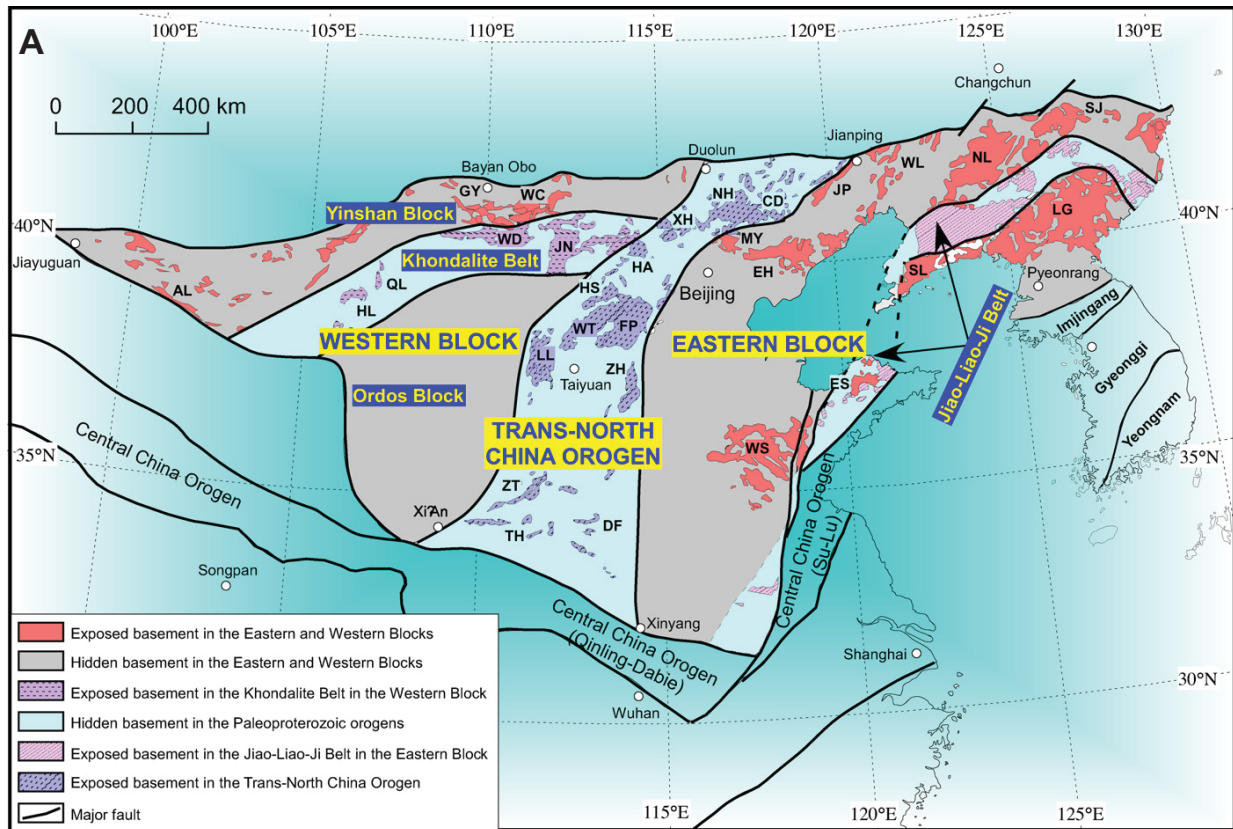 A
100°E
105°E
110°E
115°E
120°E
125°E
130°E
0 200 400 km
Changchun
Jianping
Duolun
Bayan Obo
SJ
NL
WL
GY
WC
NH
CD
JP
LG
Yinshan Block
XH
40°N
40°N
WD
JN
MY
Jiayuguan
Khondalite Belt
HA
EH
SL
Pyeonrang
AL
QL
HS
Beijing
HL
WT
FP
Imjingang
WESTERN BLOCK
EASTERN BLOCK
Jiao-Liao-Ji Belt
Gyeonggi
LL
Taiyuan
ZH
ES
Ordos Block
Yeongnam
TRANS-NORTH
CHINA OROGEN
WS
Central China Orogen
35°N
35°N
ZT
TH
DF
Central China Orogen
(Su-Lu)
Songpan
Central China Orogen
(Qinling-Dabie)
Xinyang
Shanghai
Wuhan
30°N
Exposed basement in the Eastern and Western Blocks
Hidden basement in the Eastern and Western Blocks
Exposed basement in the Khondalite Belt in the Western Block
Hidden basement in the Paleoproterozoic orogens
Exposed basement in the Jiao-Liao-Ji Belt in the Eastern Block
Exposed basement in the Trans-North China Orogen
Major fault
115°E
120°E
125°E